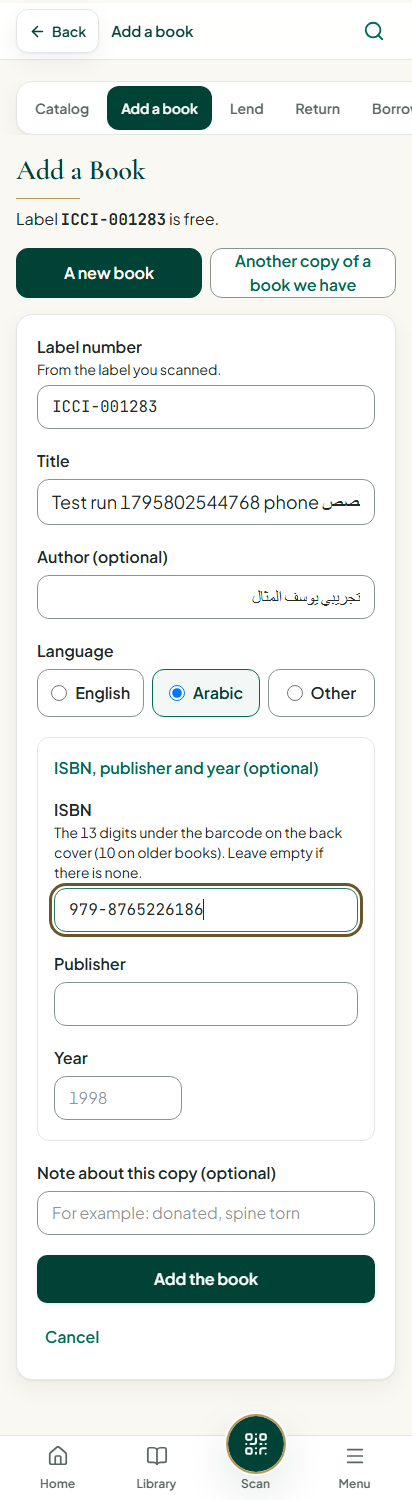 Back
Add a book
Catalog
Add a book
Lend
Return
Add a Book
Label ICCI-001283 is free.
A new book
Another copy of a
book we have
Label number
From the label you scanned.
ICCI-001283
Title
Test run 1795802544768 phone قصص
Author (optional)
تجريبي يوسف المثال
Language
English
Arabic
Other
ISBN, publisher and year (optional)
ISBN
The 13 digits under the barcode on the back
cover (10 on older books). Leave empty if
there is none.
979-8765226186
Publisher
Year
1998
Note about this copy (optional)
For example: donated, spine torn
Add the book
Cancel
Home
Library
Scan
Menu